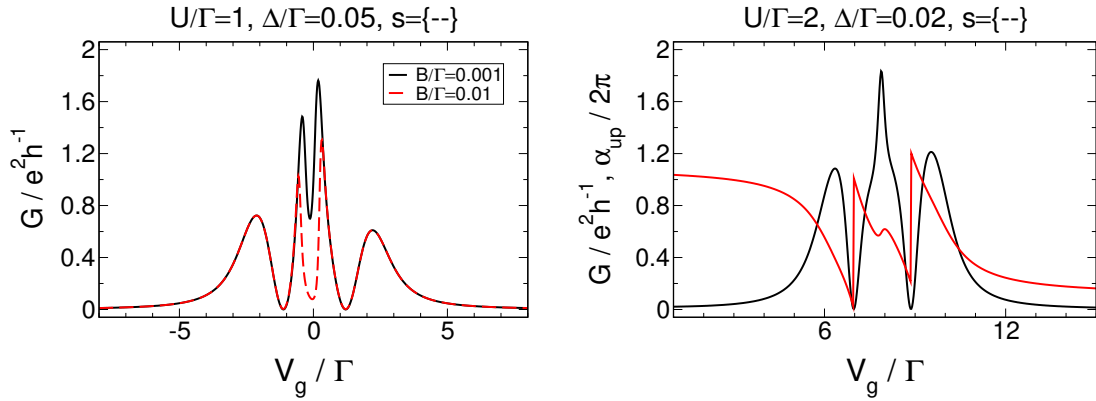 U/Γ=1, Δ/Γ=0.05, s={--}
G / e²h⁻¹
2
1.6
1.2
0.8
0.4
0
B/Γ=0.001
B/Γ=0.01
-5
0
5
V_g / Γ
U/Γ=2, Δ/Γ=0.02, s={--}
G / e²h⁻¹, α_up / 2π
2
1.6
1.2
0.8
0.4
0
6
12
V_g / Γ